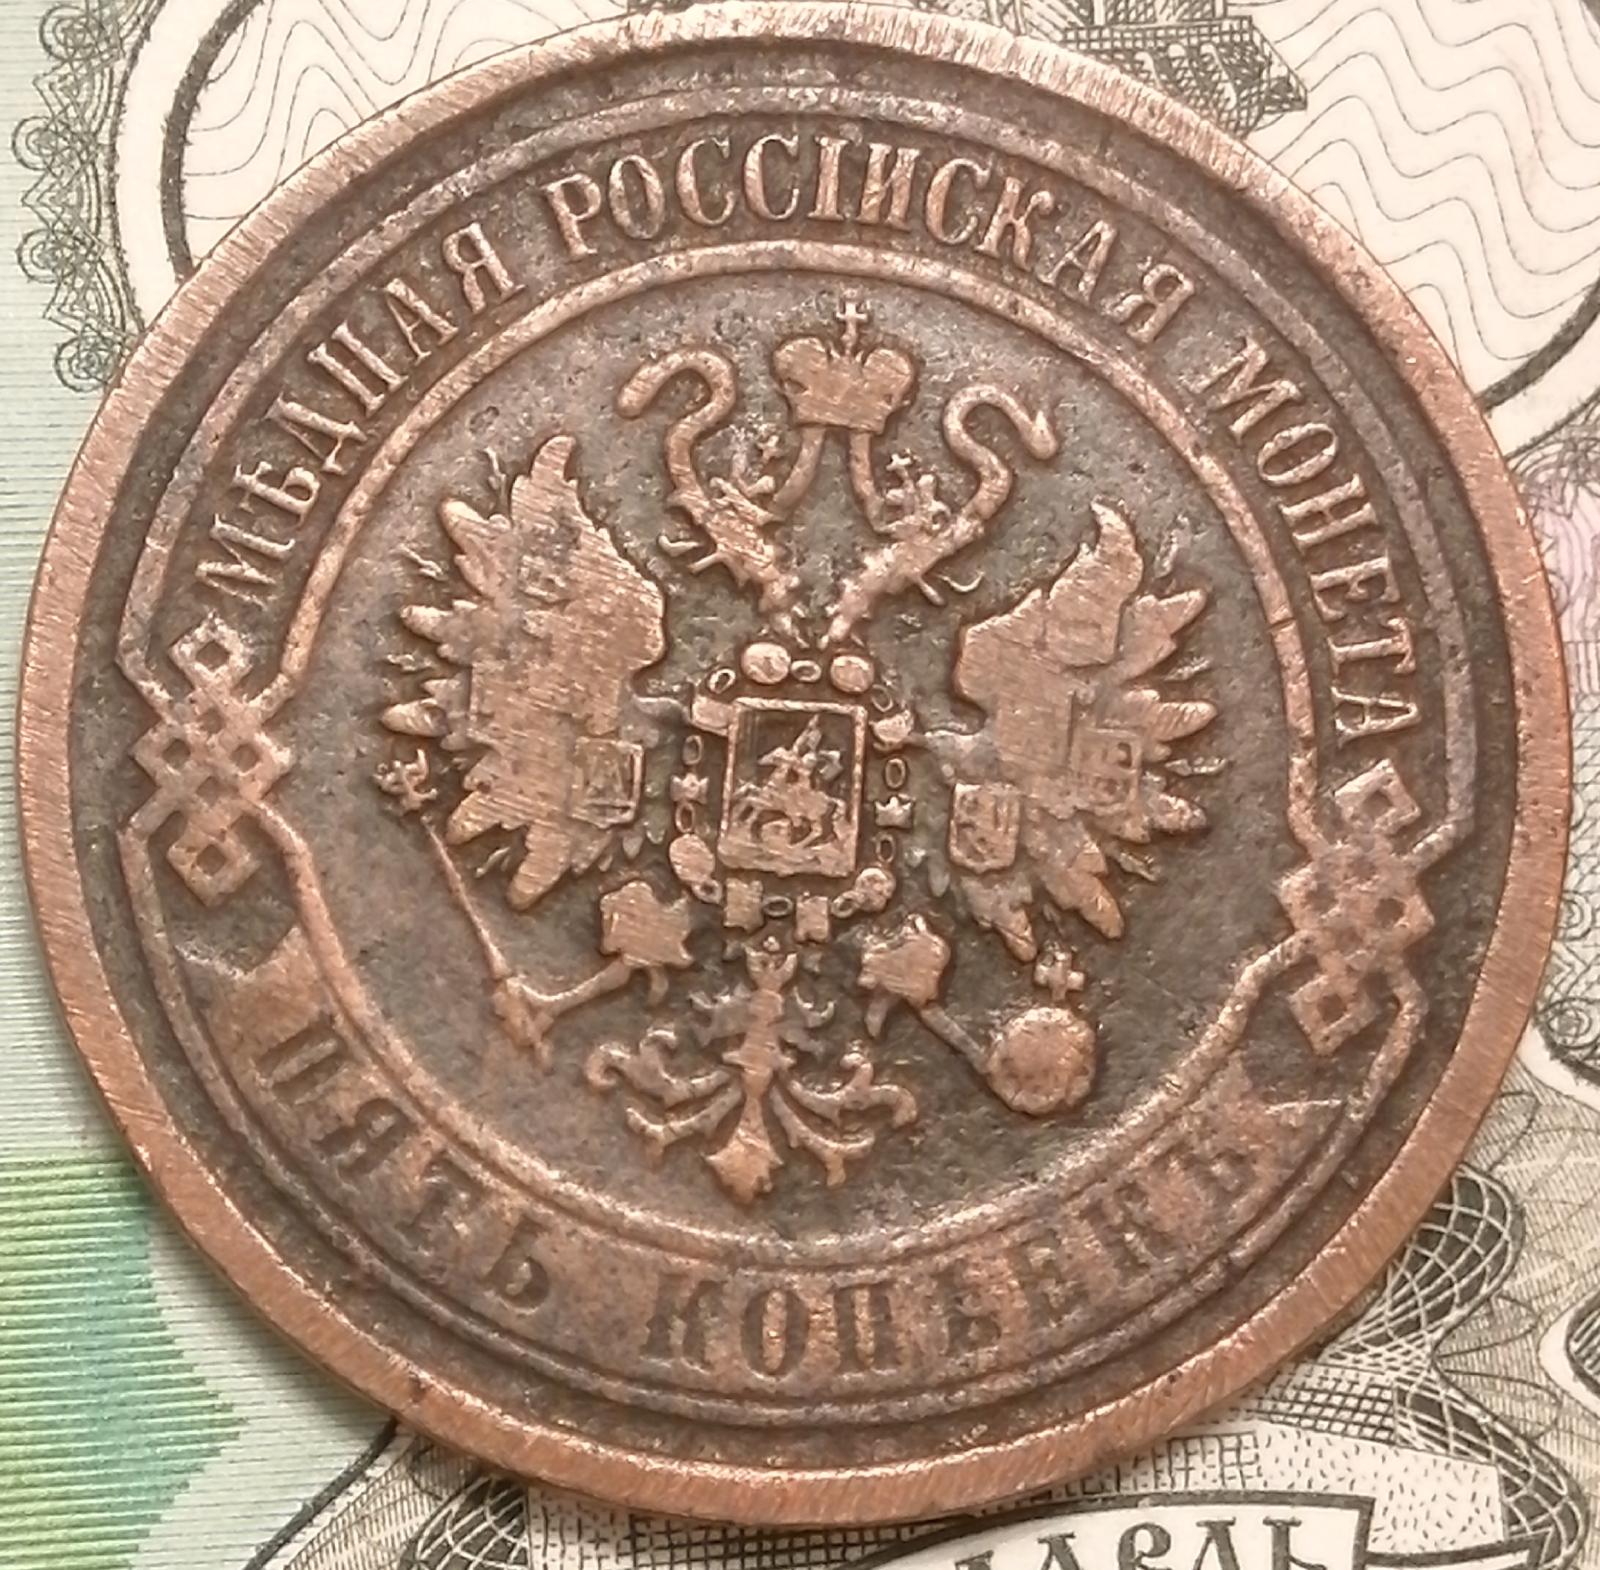 МѢДНАЯ РОССІЙСКАЯ МОНЕТА
ПЯТЬ КОПѢЕКЪ